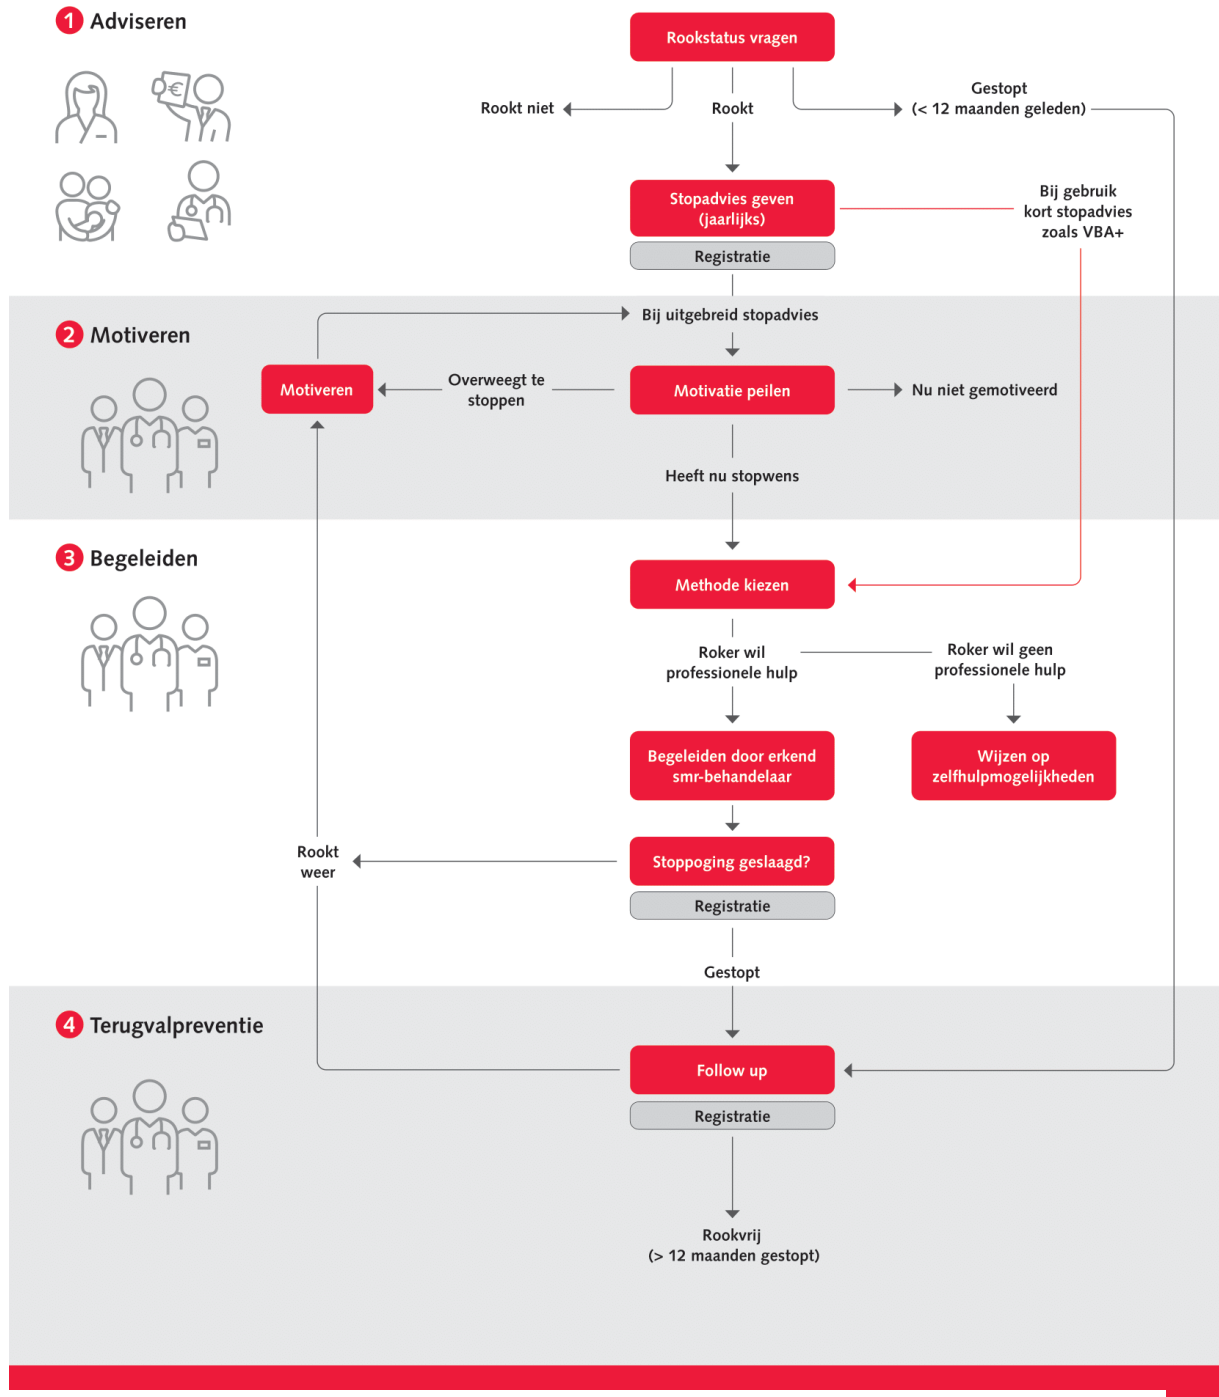 1 Adviseren
Rookstatus vragen
Rookt niet
Rookt
Gestopt
(< 12 maanden geleden)
Stopadvies geven
(jaarlijks)
Registratie
Bij gebruik
kort stopadvies
zoals VBA+
2 Motiveren
Bij uitgebreid stopadvies
Motiveren
Overweegt te
stoppen
Motivatie peilen
Nu niet gemotiveerd
Heeft nu stopwens
3 Begeleiden
Methode kiezen
Roker wil
professionele hulp
Roker wil geen
professionele hulp
Begeleiden door erkend
smr-behandelaar
Wijzen op
zelfhulpmogelijkheden
Rookt
weer
Stoppoging geslaagd?
Registratie
Gestopt
4 Terugvalpreventie
Follow up
Registratie
Rookvrij
(> 12 maanden gestopt)
€